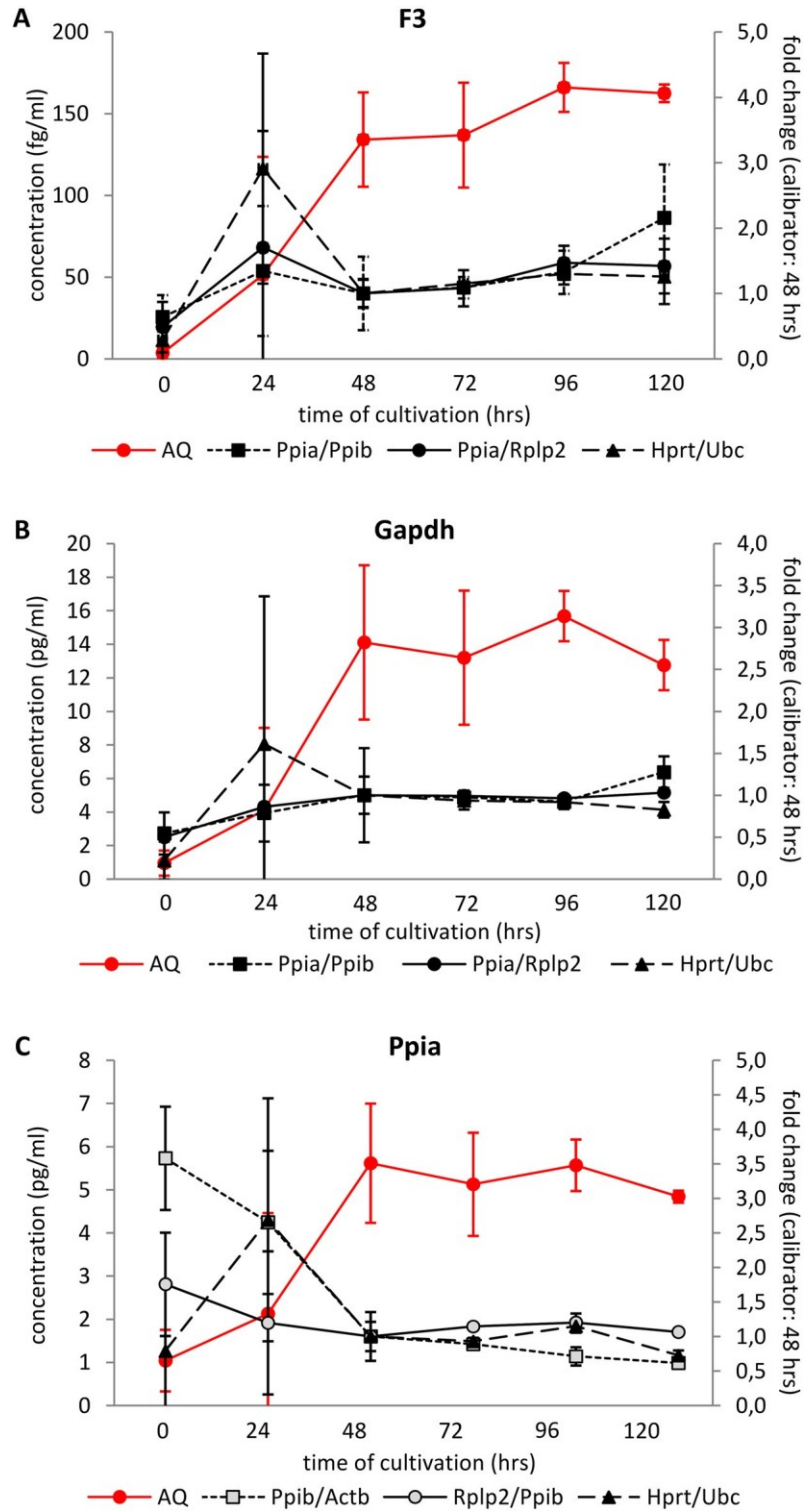 A
F3
200
150
100
50
0
concentration (fg/ml)
5,0
4,0
3,0
2,0
1,0
0,0
fold change (calibrator: 48 hrs)
0 24 48 72 96 120
time of cultivation (hrs)
AQ Ppia/Ppib Ppia/Rplp2 Hprt/Ubc
B
Gapdh
20
18
16
14
12
10
8
6
4
2
0
concentration (pg/ml)
4,0
3,5
3,0
2,5
2,0
1,5
1,0
0,5
0,0
fold change (calibrator: 48 hrs)
0 24 48 72 96 120
time of cultivation (hrs)
AQ Ppia/Ppib Ppia/Rplp2 Hprt/Ubc
C
Ppia
8
7
6
5
4
3
2
1
0
concentration (pg/ml)
5,0
4,5
4,0
3,5
3,0
2,5
2,0
1,5
1,0
0,5
0,0
fold change (calibrator: 48 hrs)
0 24 48 72 96 120
time of cultivation (hrs)
AQ Ppib/Actb Rplp2/Ppib Hprt/Ubc